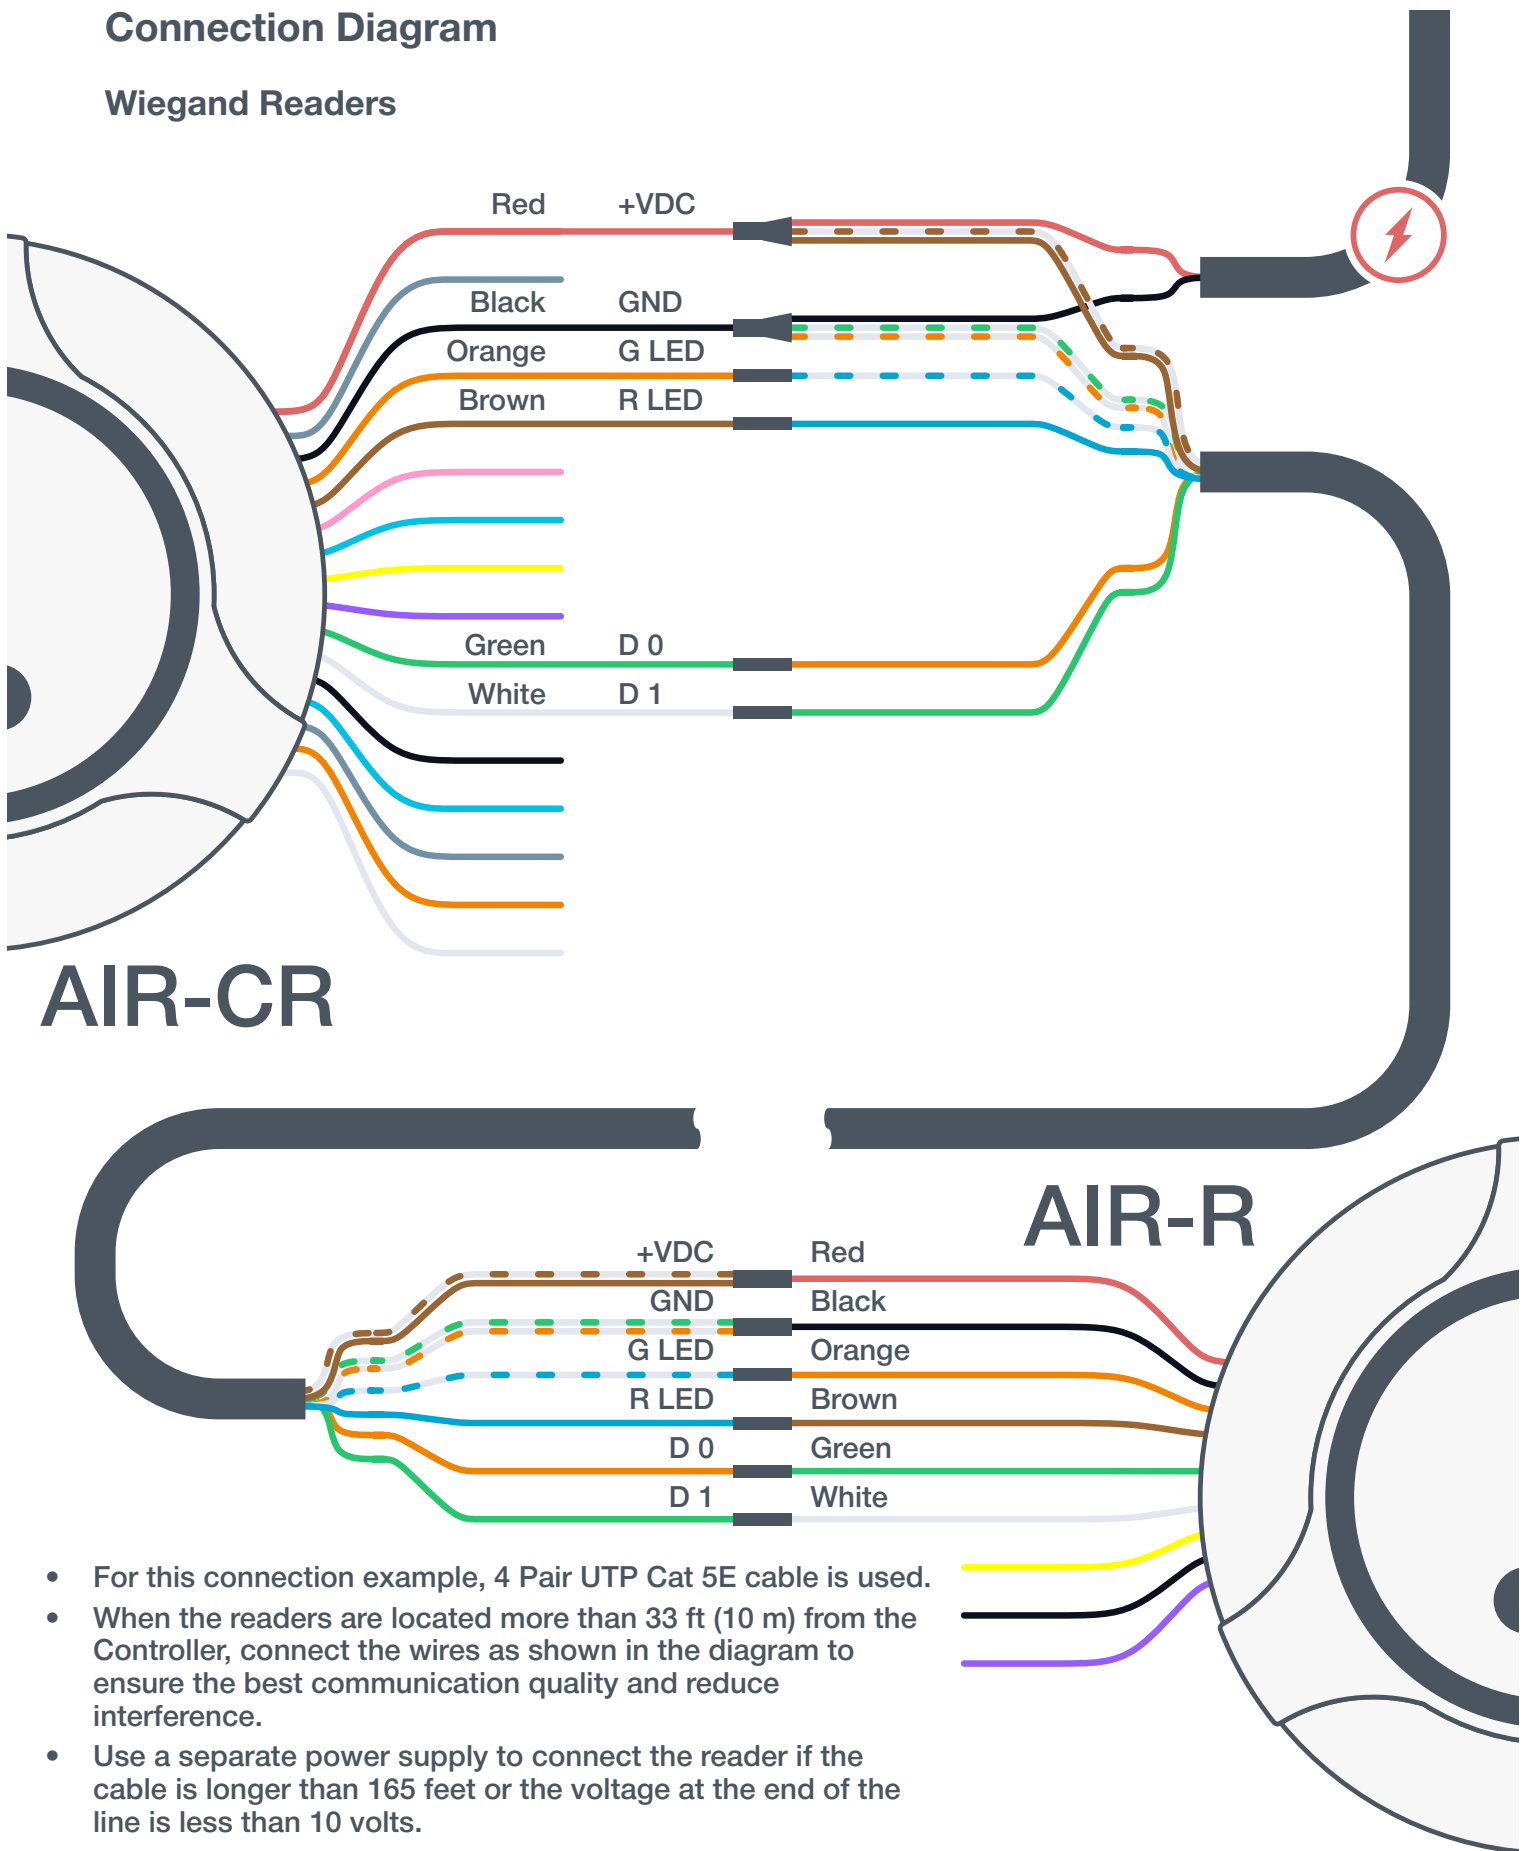 Connection Diagram
Wiegand Readers
Red +VDC
Black GND
Orange G LED
Brown R LED
Green D 0
White D 1
AIR-CR
AIR-R
+VDC Red
GND Black
G LED Orange
R LED Brown
D 0 Green
D 1 White
• For this connection example, 4 Pair UTP Cat 5E cable is used.
• When the readers are located more than 33 ft (10 m) from the
Controller, connect the wires as shown in the diagram to
ensure the best communication quality and reduce
interference.
• Use a separate power supply to connect the reader if the
cable is longer than 165 feet or the voltage at the end of the
line is less than 10 volts.